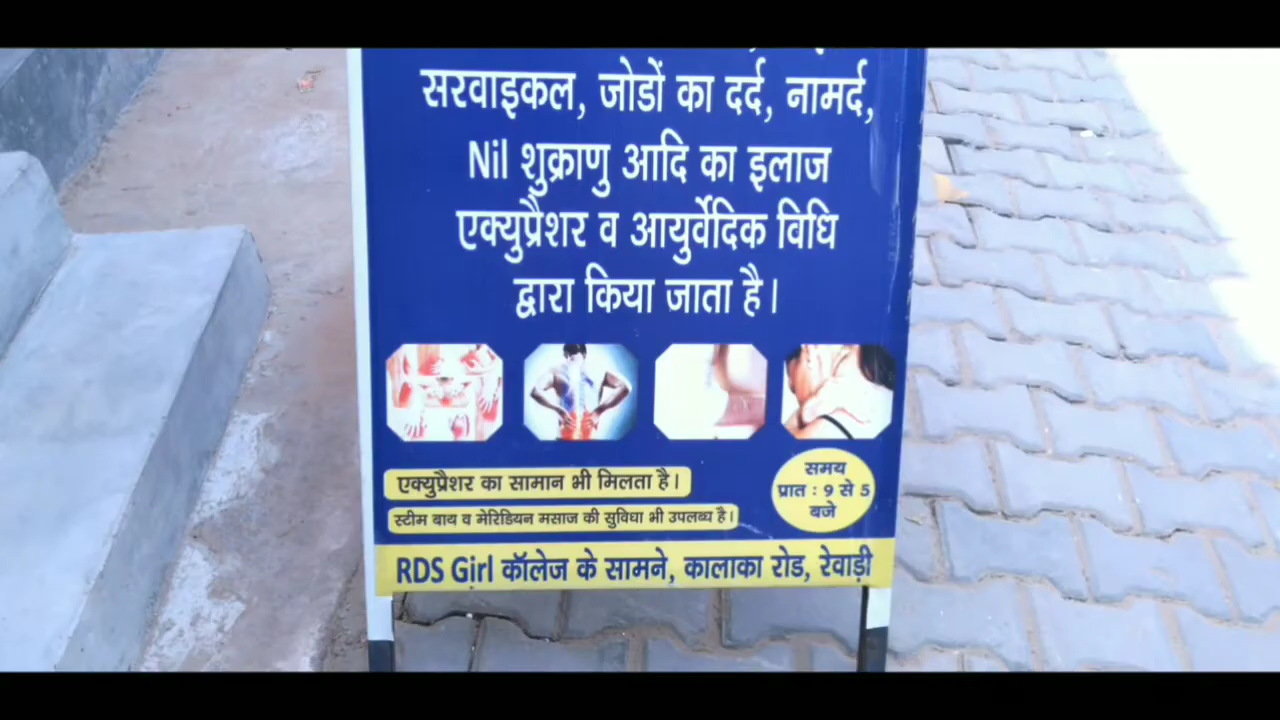 सरवाइकल, जोडों का दर्द, नामर्द,
Nil शुक्राणु आदि का इलाज
एक्युप्रैशर व आयुर्वेदिक विधि
द्वारा किया जाता है।
एक्युप्रैशर का सामान भी मिलता है।
स्टीम बाथ व मेरिडियन मसाज की सुविधा भी उपलब्ध है।
समय
प्रात : 9 से 5
बजे
RDS Girl कॉलेज के सामने, कालाका रोड, रेवाड़ी